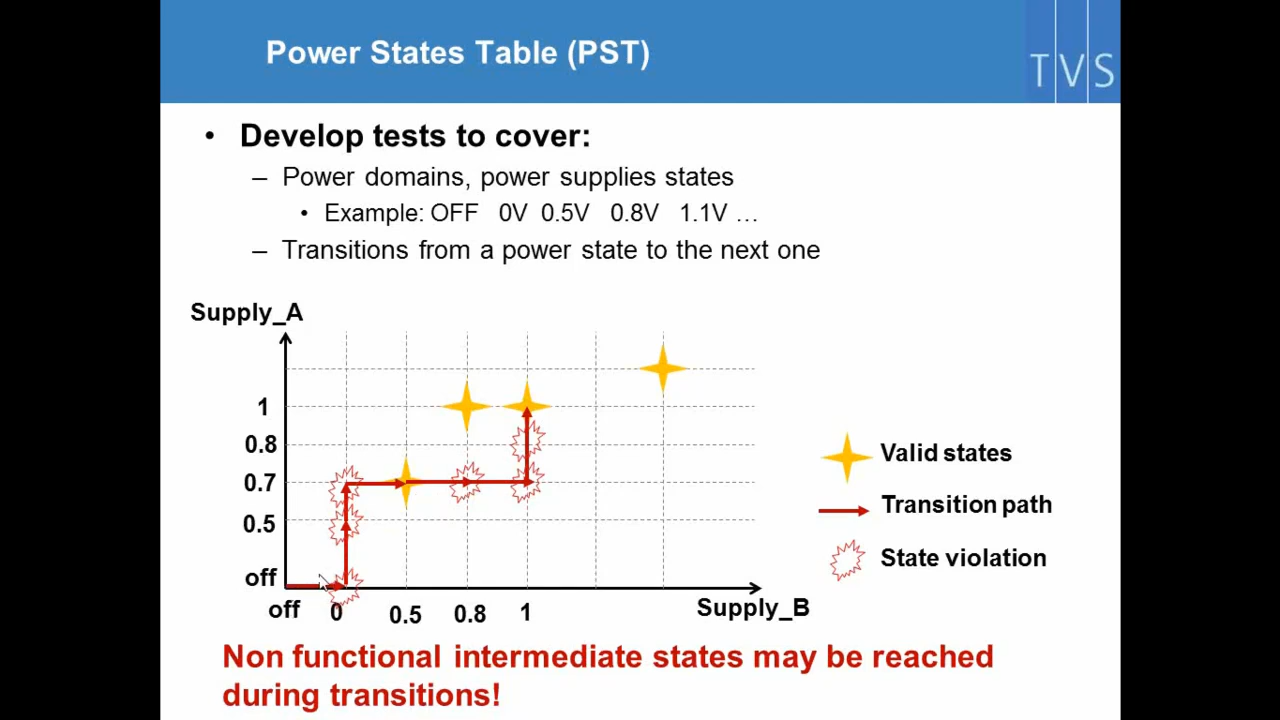 Power States Table (PST)
TVS
• Develop tests to cover:
– Power domains, power supplies states
• Example: OFF 0V 0.5V 0.8V 1.1V …
– Transitions from a power state to the next one
Supply_A
1
0.8
0.7
0.5
off
off 0 0.5 0.8 1
Supply_B
Valid states
Transition path
State violation
Non functional intermediate states may be reached
during transitions!